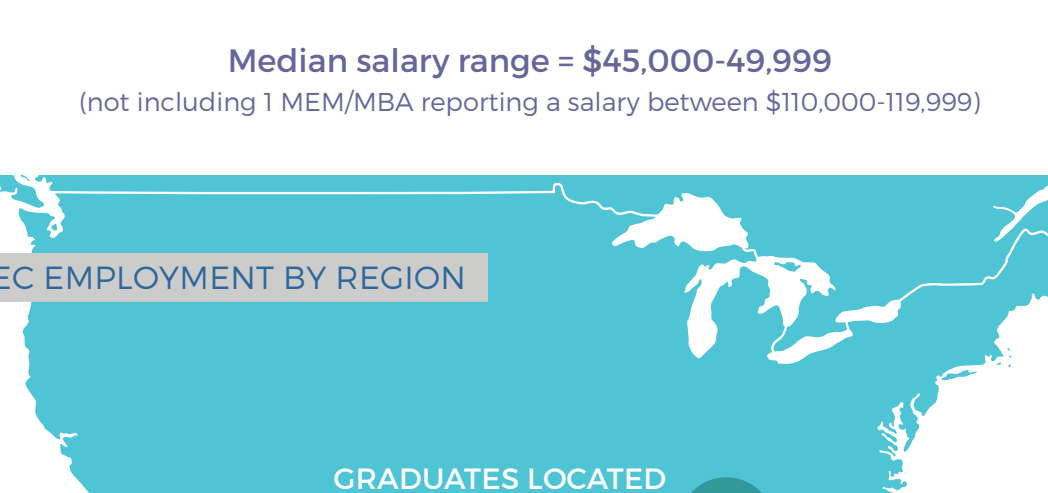 Median salary range = $45,000-49,999
(not including 1 MEM/MBA reporting a salary between $110,000-119,999)
EC EMPLOYMENT BY REGION
GRADUATES LOCATED